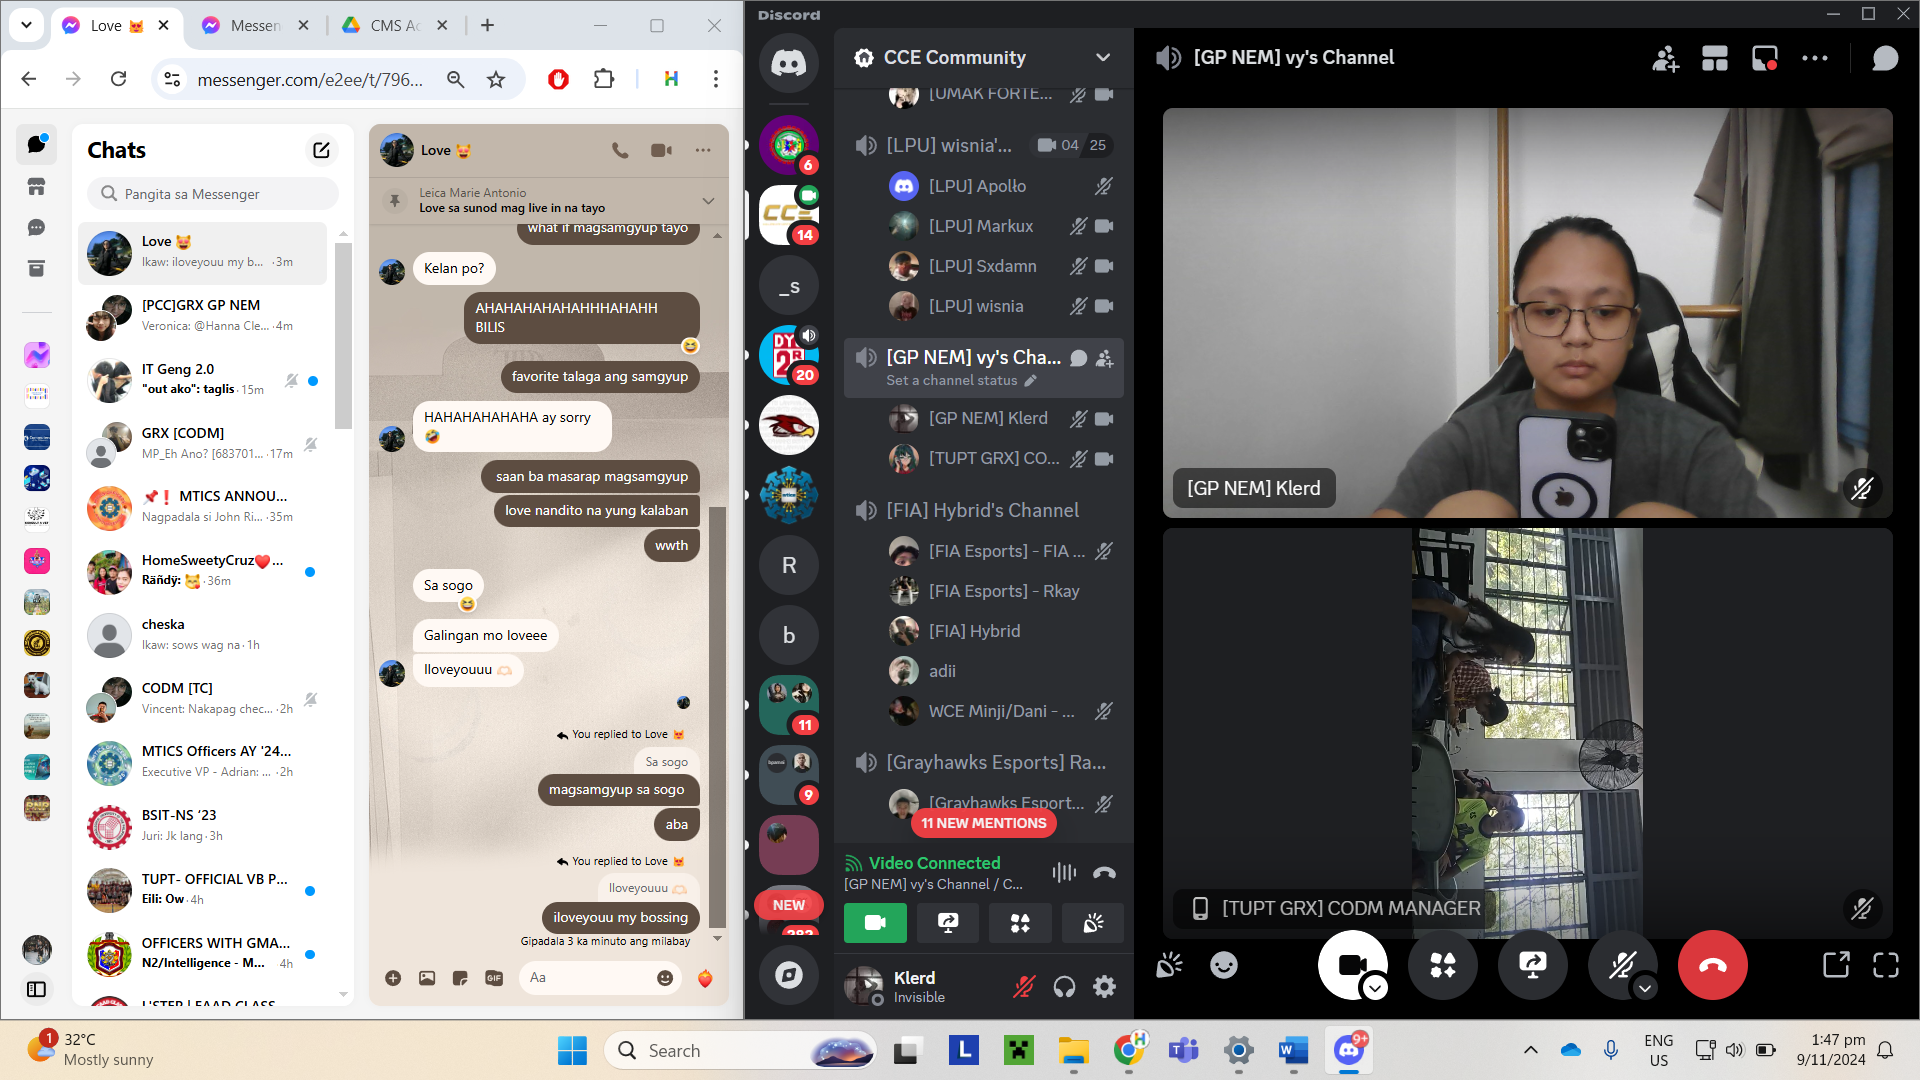 Love
Messen
CMS Ac
messenger.com/e2ee/t/796...
Chats
Pangita sa Messenger
Love
Ikaw: iloveyouu my b... · 3m
[PCC]GRX GP NEM
Veronica: @Hanna Cle... · 4m
IT Geng 2.0
"out ako": taglis · 15m
GRX [CODM]
MP_Eh Ano? [683701... · 17m
MTICS ANNOU...
Nagpadala si John Ri... · 35m
HomeSweetyCruz❤️...
Räñdÿ: · 36m
cheska
Ikaw: sows wag na · 1h
CODM [TC]
Vincent: Nakapag chec... · 2h
MTICS Officers AY '24...
Executive VP - Adrian: ... · 2h
BSIT-NS '23
Juri: Jk lang · 3h
TUPT- OFFICIAL VB P...
Eili: Ow · 4h
OFFICERS WITH GMA...
N2/Intelligence - M... · 4h
Love
Leica Marie Antonio
Love sa sunod mag live in na tayo
what if magsamgyup tayo
Kelan po?
AHAHAHAHAHAHHHAHAHH
BILIS
favorite talaga ang samgyup
HAHAHAHAHAHA ay sorry
saan ba masarap magsamgyup
love nandito na yung kalaban
wwth
Sa sogo
Galingan mo loveee
Iloveyouuu
You replied to Love
Sa sogo
magsamgyup sa sogo
aba
You replied to Love
Iloveyouuu
iloveyouu my bossing
Gipadala 3 ka minuto ang milabay
GIF
Aa
Discord
6
CCE
14
_s
20
R
b
11
9
NEW
CCE Community
[UMAK FORTE...
[LPU] wisnia'...
04 25
[LPU] Apolło
[LPU] Markux
[LPU] Sxdamn
[LPU] wisnia
[GP NEM] vy's Cha...
Set a channel status
[GP NEM] Klerd
[TUPT GRX] CO...
[FIA] Hybrid's Channel
[FIA Esports] - FIA ...
[FIA Esports] - Rkay
[FIA] Hybrid
adii
WCE Minji/Dani - ...
[Grayhawks Esports] Ra...
[Grayhawks Esport...
11 NEW MENTIONS
Video Connected
[GP NEM] vy's Channel / C...
Klerd
Invisible
[GP NEM] vy's Channel
[GP NEM] Klerd
[TUPT GRX] CODM MANAGER
1
32°C
Mostly sunny
Search
L
H
W
9+
ENG
US
1:47 pm
9/11/2024